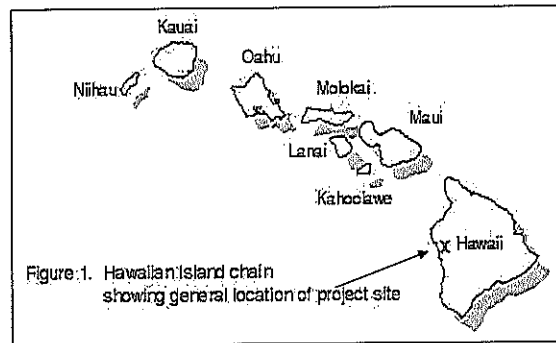 Kauai
Niihau
Oahu
Molokai
Maui
Lanai
Kahoolawe
X Hawaii
Figure 1. Hawaiian Island chain
showing general location of project site